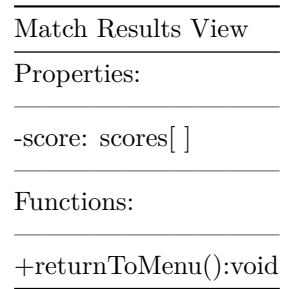 Match Results View
Properties:
-score: scores[ ]
Functions:
+returnToMenu():void